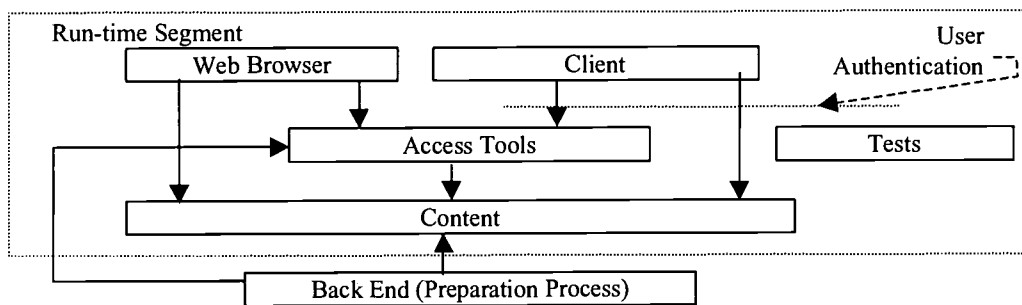 Run-time Segment
User
Authentication
Web Browser
Client
Access Tools
Tests
Content
Back End (Preparation Process)